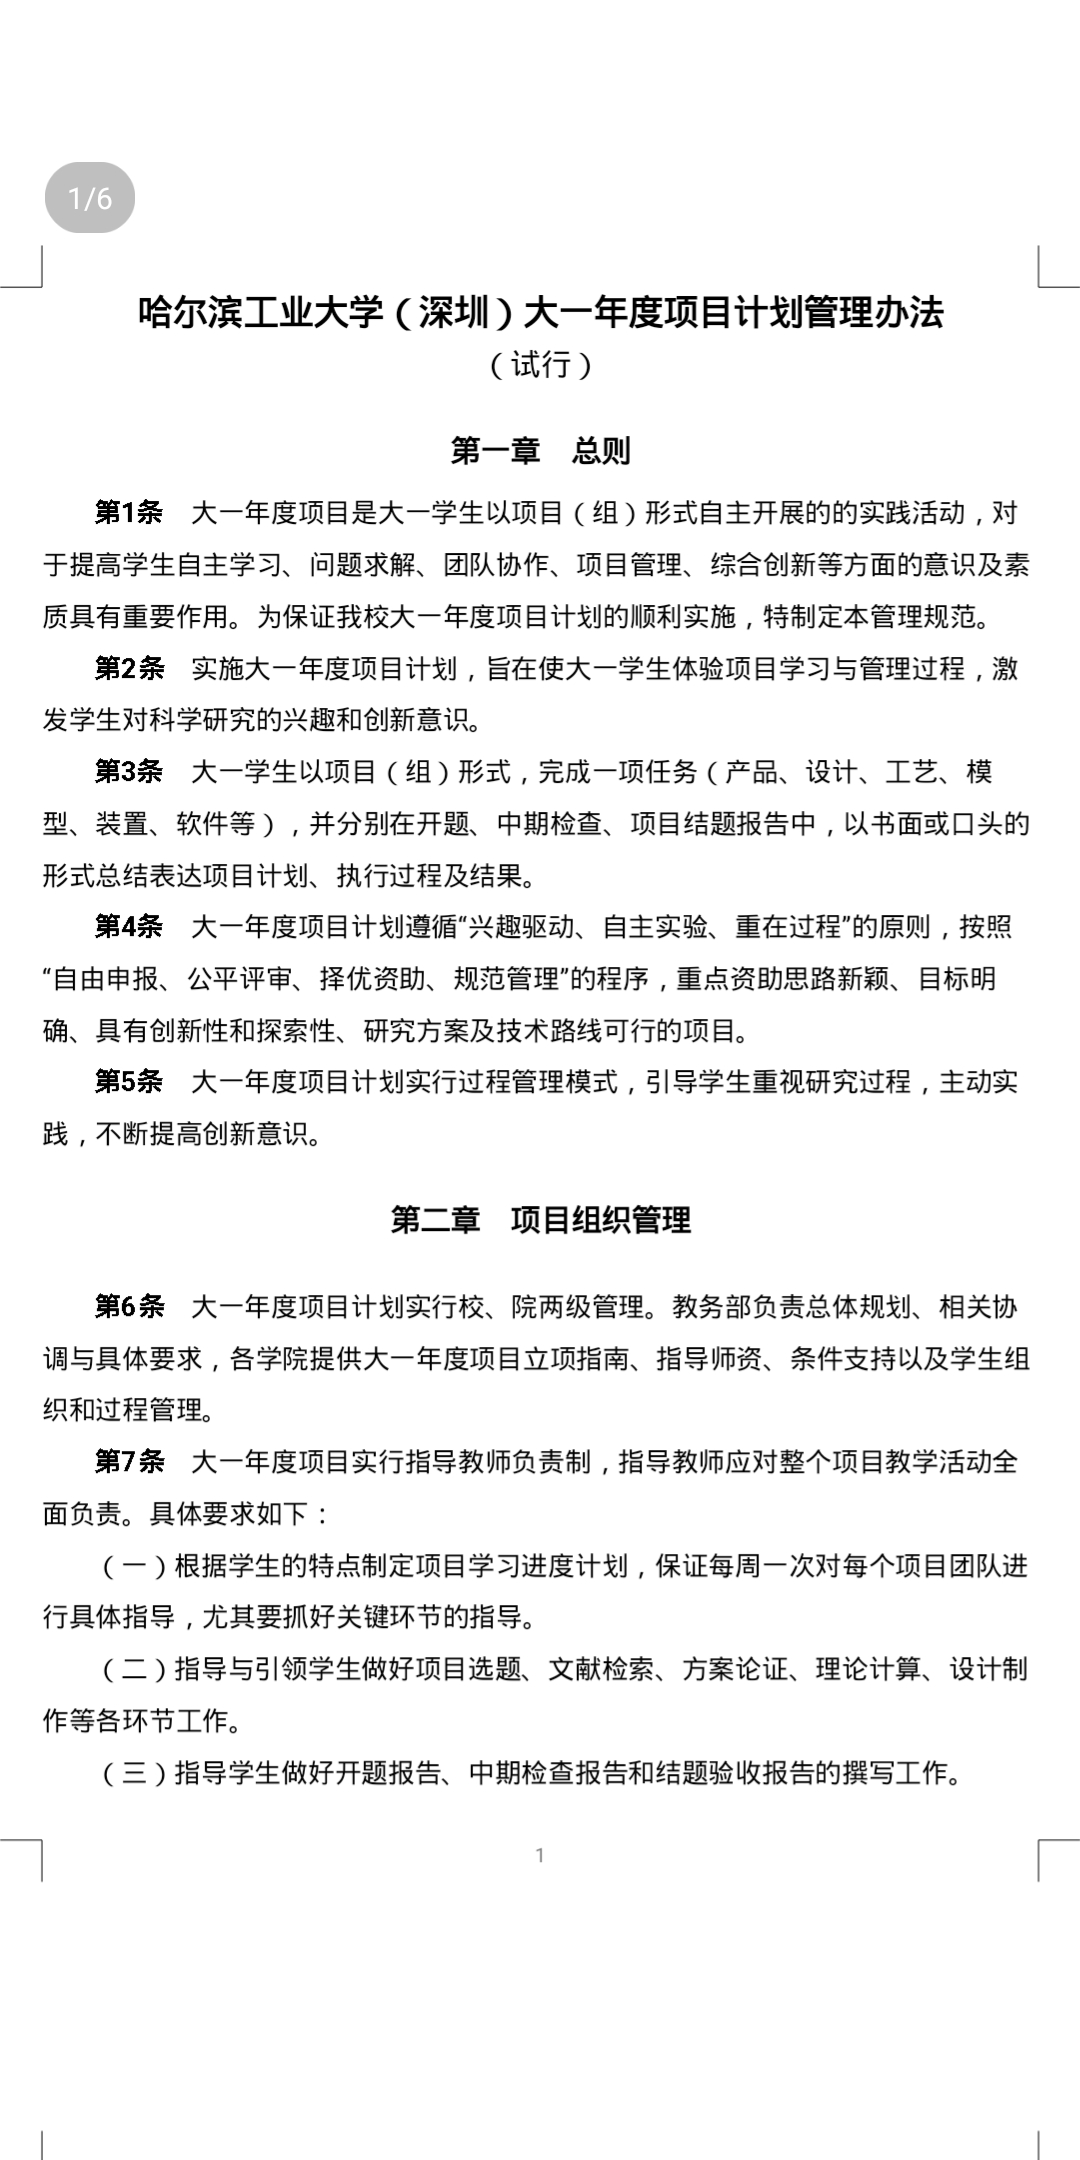 1/6
哈尔滨工业大学（深圳）大一年度项目计划管理办法
（试行）
第一章　总则
第1条　大一年度项目是大一学生以项目（组）形式自主开展的的实践活动，对
于提高学生自主学习、问题求解、团队协作、项目管理、综合创新等方面的意识及素
质具有重要作用。为保证我校大一年度项目计划的顺利实施，特制定本管理规范。
第2条　实施大一年度项目计划，旨在使大一学生体验项目学习与管理过程，激
发学生对科学研究的兴趣和创新意识。
第3条　大一学生以项目（组）形式，完成一项任务（产品、设计、工艺、模
型、装置、软件等），并分别在开题、中期检查、项目结题报告中，以书面或口头的
形式总结表达项目计划、执行过程及结果。
第4条　大一年度项目计划遵循“兴趣驱动、自主实验、重在过程”的原则，按照
“自由申报、公平评审、择优资助、规范管理”的程序，重点资助思路新颖、目标明
确、具有创新性和探索性、研究方案及技术路线可行的项目。
第5条　大一年度项目计划实行过程管理模式，引导学生重视研究过程，主动实
践，不断提高创新意识。
第二章　项目组织管理
第6条　大一年度项目计划实行校、院两级管理。教务部负责总体规划、相关协
调与具体要求，各学院提供大一年度项目立项指南、指导师资、条件支持以及学生组
织和过程管理。
第7条　大一年度项目实行指导教师负责制，指导教师应对整个项目教学活动全
面负责。具体要求如下：
（一）根据学生的特点制定项目学习进度计划，保证每周一次对每个项目团队进
行具体指导，尤其要抓好关键环节的指导。
（二）指导与引领学生做好项目选题、文献检索、方案论证、理论计算、设计制
作等各环节工作。
（三）指导学生做好开题报告、中期检查报告和结题验收报告的撰写工作。
1